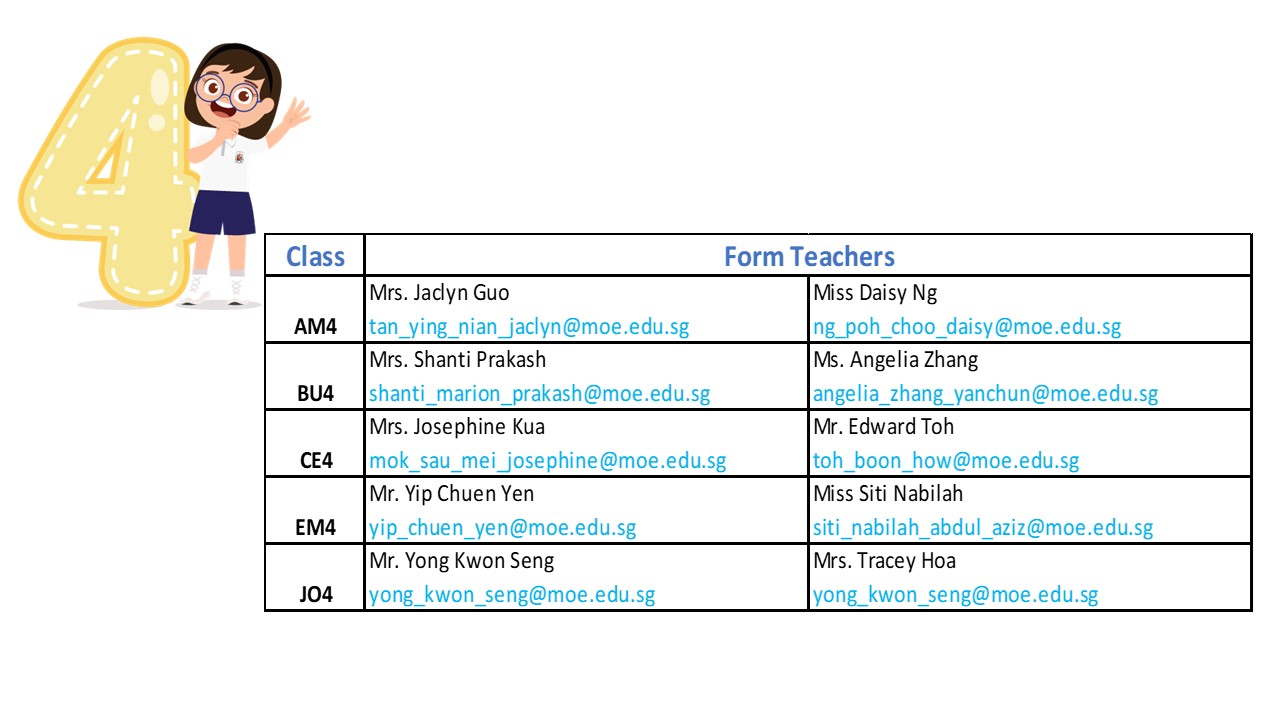 4
Class Form Teachers
Mrs. Jaclyn Guo Miss Daisy Ng
AM4 tan_ying_nian_jaclyn@moe.edu.sg ng_poh_choo_daisy@moe.edu.sg
Mrs. Shanti Prakash Ms. Angelia Zhang
BU4 shanti_marion_prakash@moe.edu.sg angelia_zhang_yanchun@moe.edu.sg
Mrs. Josephine Kua Mr. Edward Toh
CE4 mok_sau_mei_josephine@moe.edu.sg toh_boon_how@moe.edu.sg
Mr. Yip Chuen Yen Miss Siti Nabilah
EM4 yip_chuen_yen@moe.edu.sg siti_nabilah_abdul_aziz@moe.edu.sg
Mr. Yong Kwon Seng Mrs. Tracey Hoa
JO4 yong_kwon_seng@moe.edu.sg yong_kwon_seng@moe.edu.sg